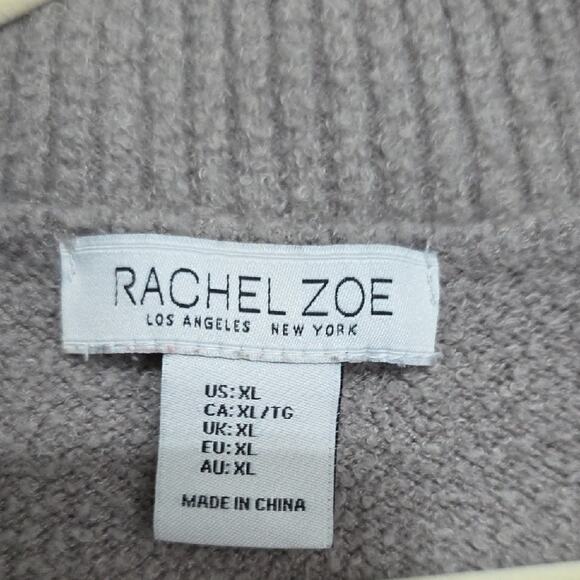 RACHEL ZOE
LOS ANGELES NEW YORK
US: XL
CA: XL/TG
UK: XL
EU: XL
AU: XL
MADE IN CHINA